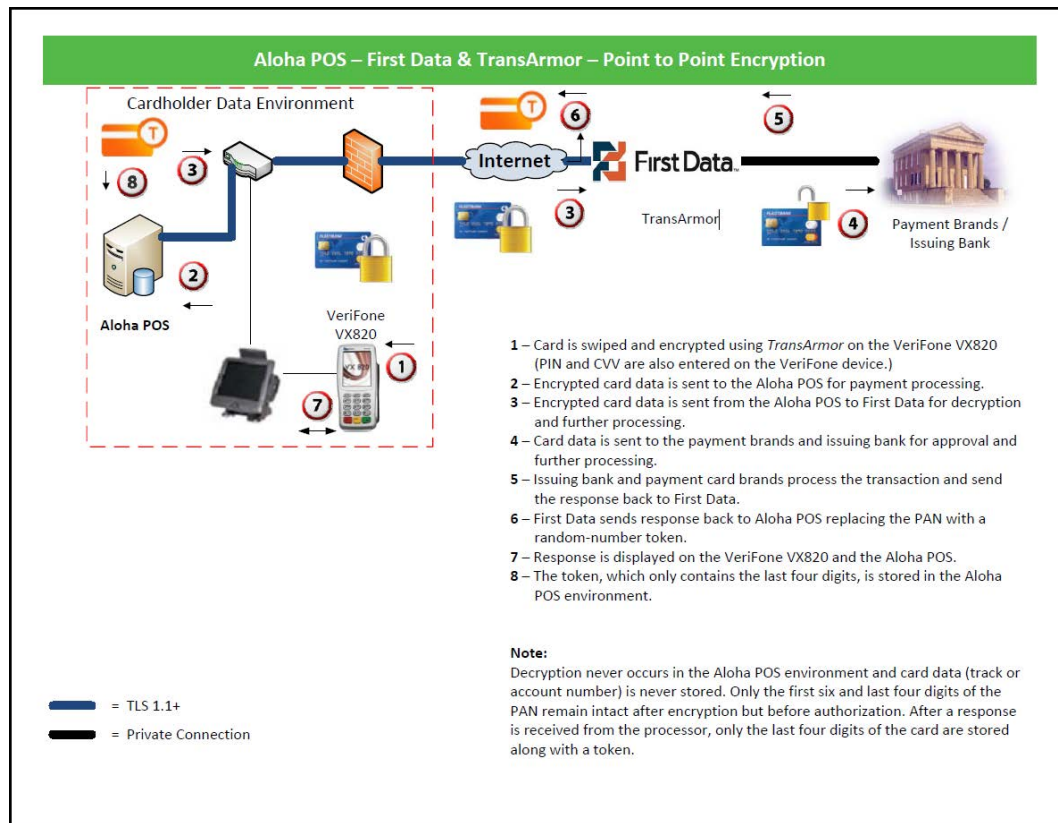 Aloha POS – First Data & TransArmor – Point to Point Encryption
Cardholder Data Environment
T
3
8
2
Aloha POS
VeriFone
VX820
VX 820
1
7
T
6
Internet
3
First Data™
TransArmor
5
4
Payment Brands /
Issuing Bank
1 – Card is swiped and encrypted using TransArmor on the VeriFone VX820
(PIN and CVV are also entered on the VeriFone device.)
2 – Encrypted card data is sent to the Aloha POS for payment processing.
3 – Encrypted card data is sent from the Aloha POS to First Data for decryption
and further processing.
4 – Card data is sent to the payment brands and issuing bank for approval and
further processing.
5 – Issuing bank and payment card brands process the transaction and send
the response back to First Data.
6 – First Data sends response back to Aloha POS replacing the PAN with a
random-number token.
7 – Response is displayed on the VeriFone VX820 and the Aloha POS.
8 – The token, which only contains the last four digits, is stored in the Aloha
POS environment.
Note:
Decryption never occurs in the Aloha POS environment and card data (track or
account number) is never stored. Only the first six and last four digits of the
PAN remain intact after encryption but before authorization. After a response
is received from the processor, only the last four digits of the card are stored
along with a token.
= TLS 1.1+
= Private Connection